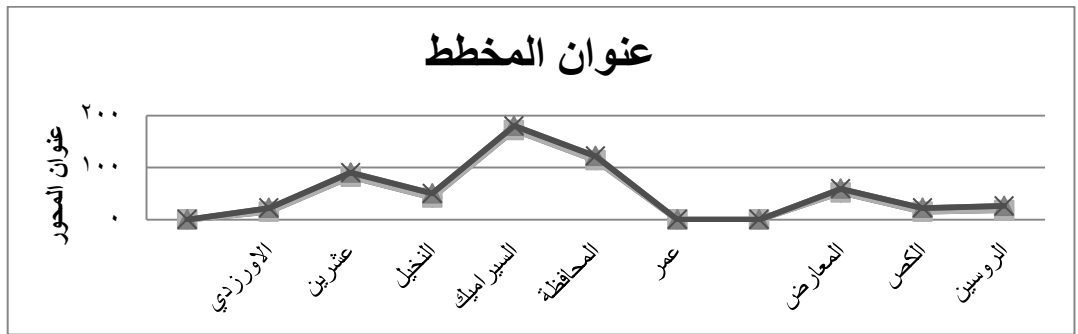 عنوان المخطط
عنوان المحور
٢٠٠
١٠٠
٠
الاورزدي
عشرين
النخيل
السيراميك
المحافظة
عمر
المعارض
الكص
الروسين